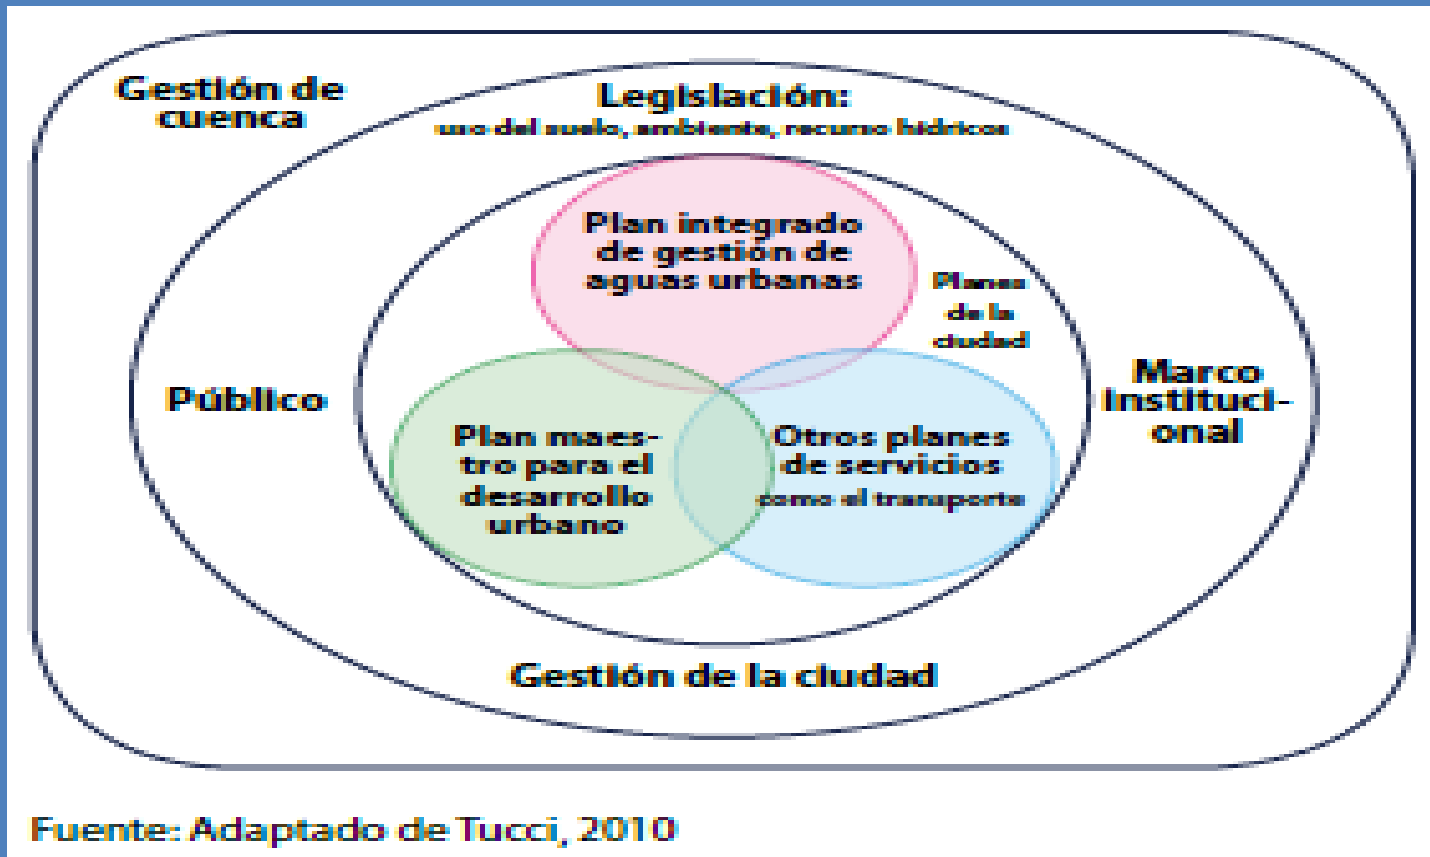 Gestión de
cuenca
Legislación:
uso del suelo, ambiente, recurso hídricos
Plan integrado
de gestión de
aguas urbanas
Planes
de la
ciudad
Público
Marco
instituci-
onal
Plan maes-
tro para el
desarrollo
urbano
Otros planes
de servicios
como el transporte
Gestión de la ciudad
Fuente: Adaptado de Tucci, 2010